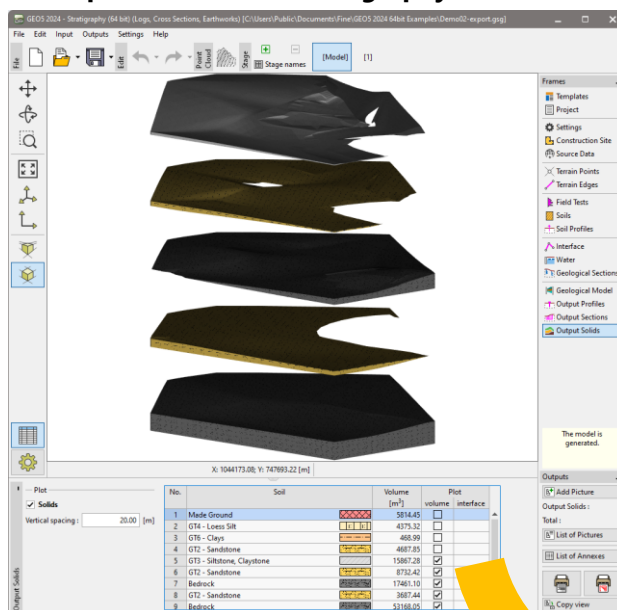 GEO5 2024 - Stratigraphy (64 bit) (Logs, Cross Sections, Earthworks) [C:\Users\Public\Documents\Fine\GEO5 2024 64bit Examples\Demo02-export.gsg]
File Edit Input Outputs Settings Help
File
Edit
Point Cloud
Stage
Stage names
[Model]
[1]
Frames
Templates
Project
Settings
Construction Site
Source Data
Terrain Points
Terrain Edges
Field Tests
Soils
Soil Profiles
Interface
Water
Geological Sections
Geological Model
Output Profiles
Output Sections
Output Solids
The model is
generated.
X: 1044173.08; Y: 747693.22 [m]
Outputs
Add Picture
Output Solids :
Total :
List of Pictures
List of Annexes
Copy view
Output Solids
Plot
Solids
Vertical spacing : 20.00 [m]
No. Soil Volume Plot
[m³] volume interface
1 Made Ground 5814.45
2 GT4 - Loess Silt 4375.32
3 GT6 - Clays 468.99
4 GT2 - Sandstone 4687.85
5 GT3 - Siltstone, Claystone 15867.28
6 GT2 - Sandstone 8732.42
7 Bedrock 17461.10
8 GT2 - Sandstone 3687.44
9 Bedrock 53168.05